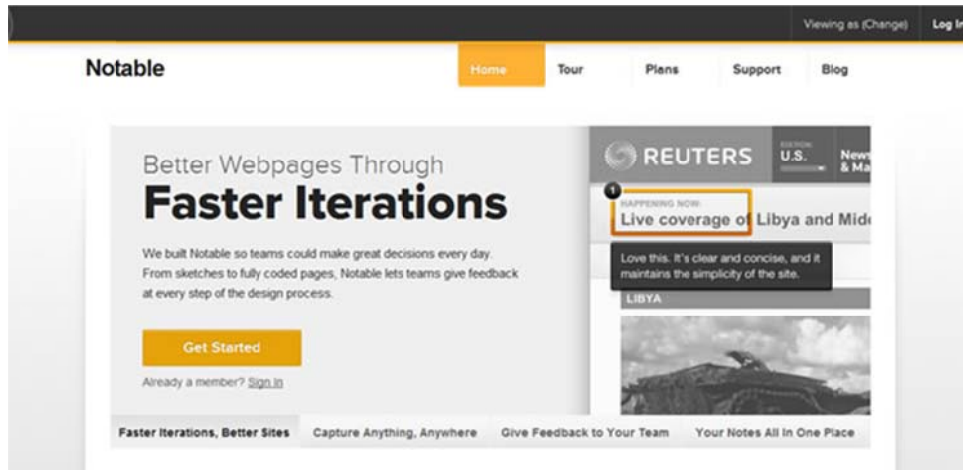 Viewing as (Change) Log In
Notable
Home Tour Plans Support Blog
Better Webpages Through
Faster Iterations
We built Notable so teams could make great decisions every day.
From sketches to fully coded pages, Notable lets teams give feedback
at every step of the design process.
Get Started
Already a member? Sign In
REUTERS
EDITION:
U.S.
News
& Ma
1
HAPPENING NOW:
Live coverage of Libya and Midd
Love this. It's clear and concise, and it
maintains the simplicity of the site.
LIBYA
Faster Iterations, Better Sites Capture Anything, Anywhere Give Feedback to Your Team Your Notes All In One Place